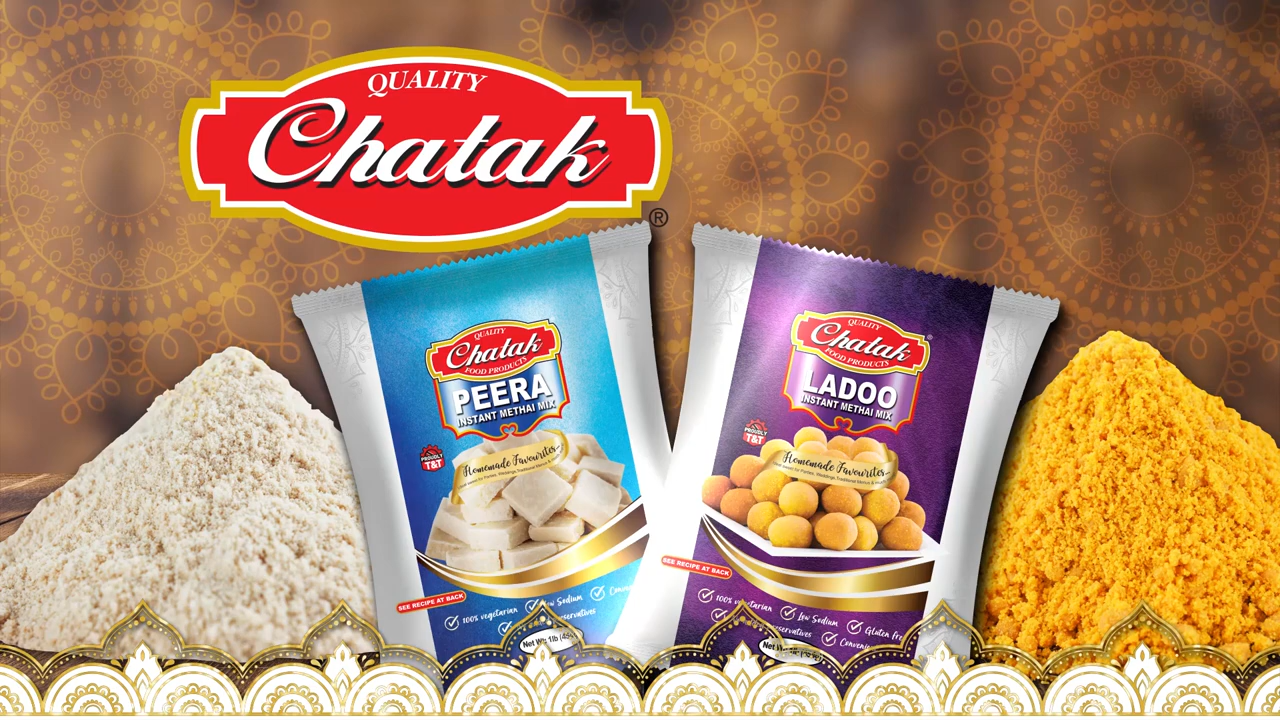 QUALITY
Chatak
®
QUALITY
Chatak
FOOD PRODUCTS
PEERA
INSTANT METHAI MIX
PROUDLY
T&T
Homemade Favourites
SEE RECIPE AT BACK
100% vegetarian
Low Sodium
Net Wt: 1lb
QUALITY
Chatak
FOOD PRODUCTS
®
LADOO
INSTANT METHAI MIX
PROUDLY
T&T
Homemade Favourites
SEE RECIPE AT BACK
100% vegetarian
Low Sodium
Gluten
Net Wt: